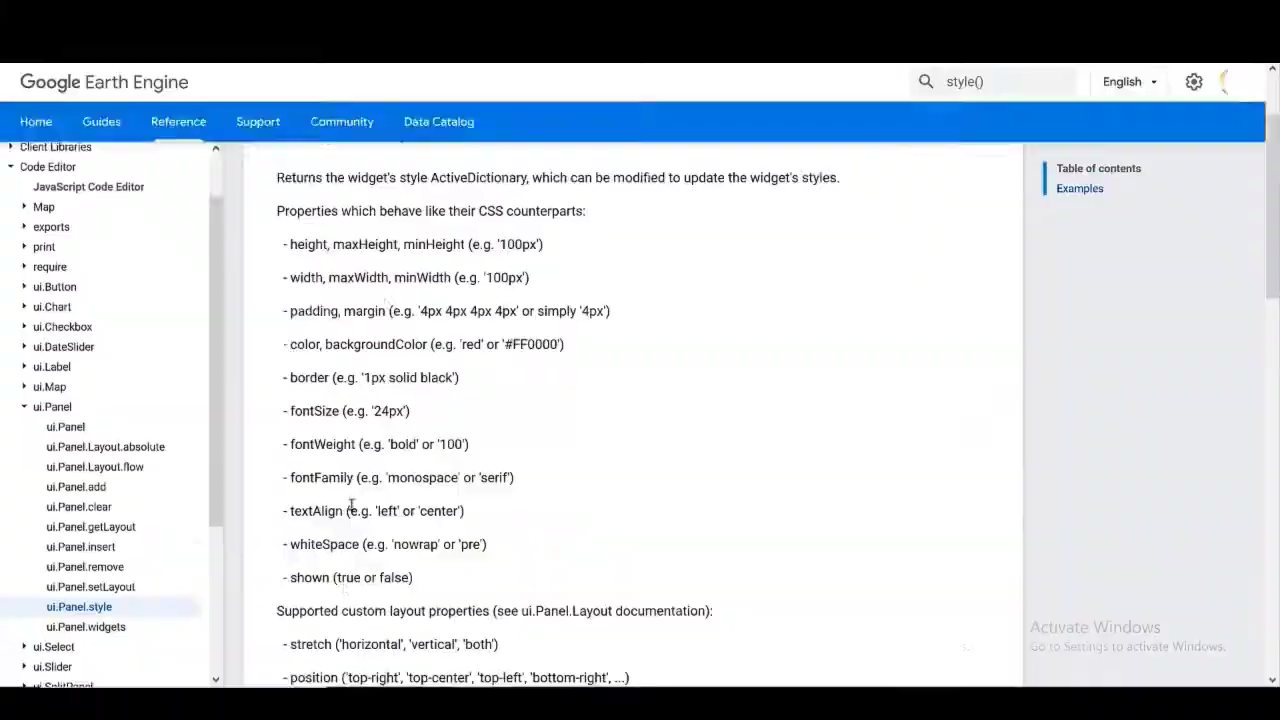 Google Earth Engine
style()
English
Home
Guides
Reference
Support
Community
Data Catalog
Client Libraries
Code Editor
JavaScript Code Editor
Map
exports
print
require
ui.Button
ui.Chart
ui.Checkbox
ui.DateSlider
ui.Label
ui.Map
ui.Panel
ui.Panel
ui.Panel.Layout.absolute
ui.Panel.Layout.flow
ui.Panel.add
ui.Panel.clear
ui.Panel.getLayout
ui.Panel.insert
ui.Panel.remove
ui.Panel.setLayout
ui.Panel.style
ui.Panel.widgets
ui.Select
ui.Slider
ui.SplitPanel
Returns the widget's style ActiveDictionary, which can be modified to update the widget's styles.
Properties which behave like their CSS counterparts:
- height, maxHeight, minHeight (e.g. '100px')
- width, maxWidth, minWidth (e.g. '100px')
- padding, margin (e.g. '4px 4px 4px 4px' or simply '4px')
- color, backgroundColor (e.g. 'red' or '#FF0000')
- border (e.g. '1px solid black')
- fontSize (e.g. '24px')
- fontWeight (e.g. 'bold' or '100')
- fontFamily (e.g. 'monospace' or 'serif')
- textAlign (e.g. 'left' or 'center')
- whiteSpace (e.g. 'nowrap' or 'pre')
- shown (true or false)
Supported custom layout properties (see ui.Panel.Layout documentation):
- stretch ('horizontal', 'vertical', 'both')
- position ('top-right', 'top-center', 'top-left', 'bottom-right', ...)
Table of contents
Examples
Activate Windows
Go to Settings to activate Windows.